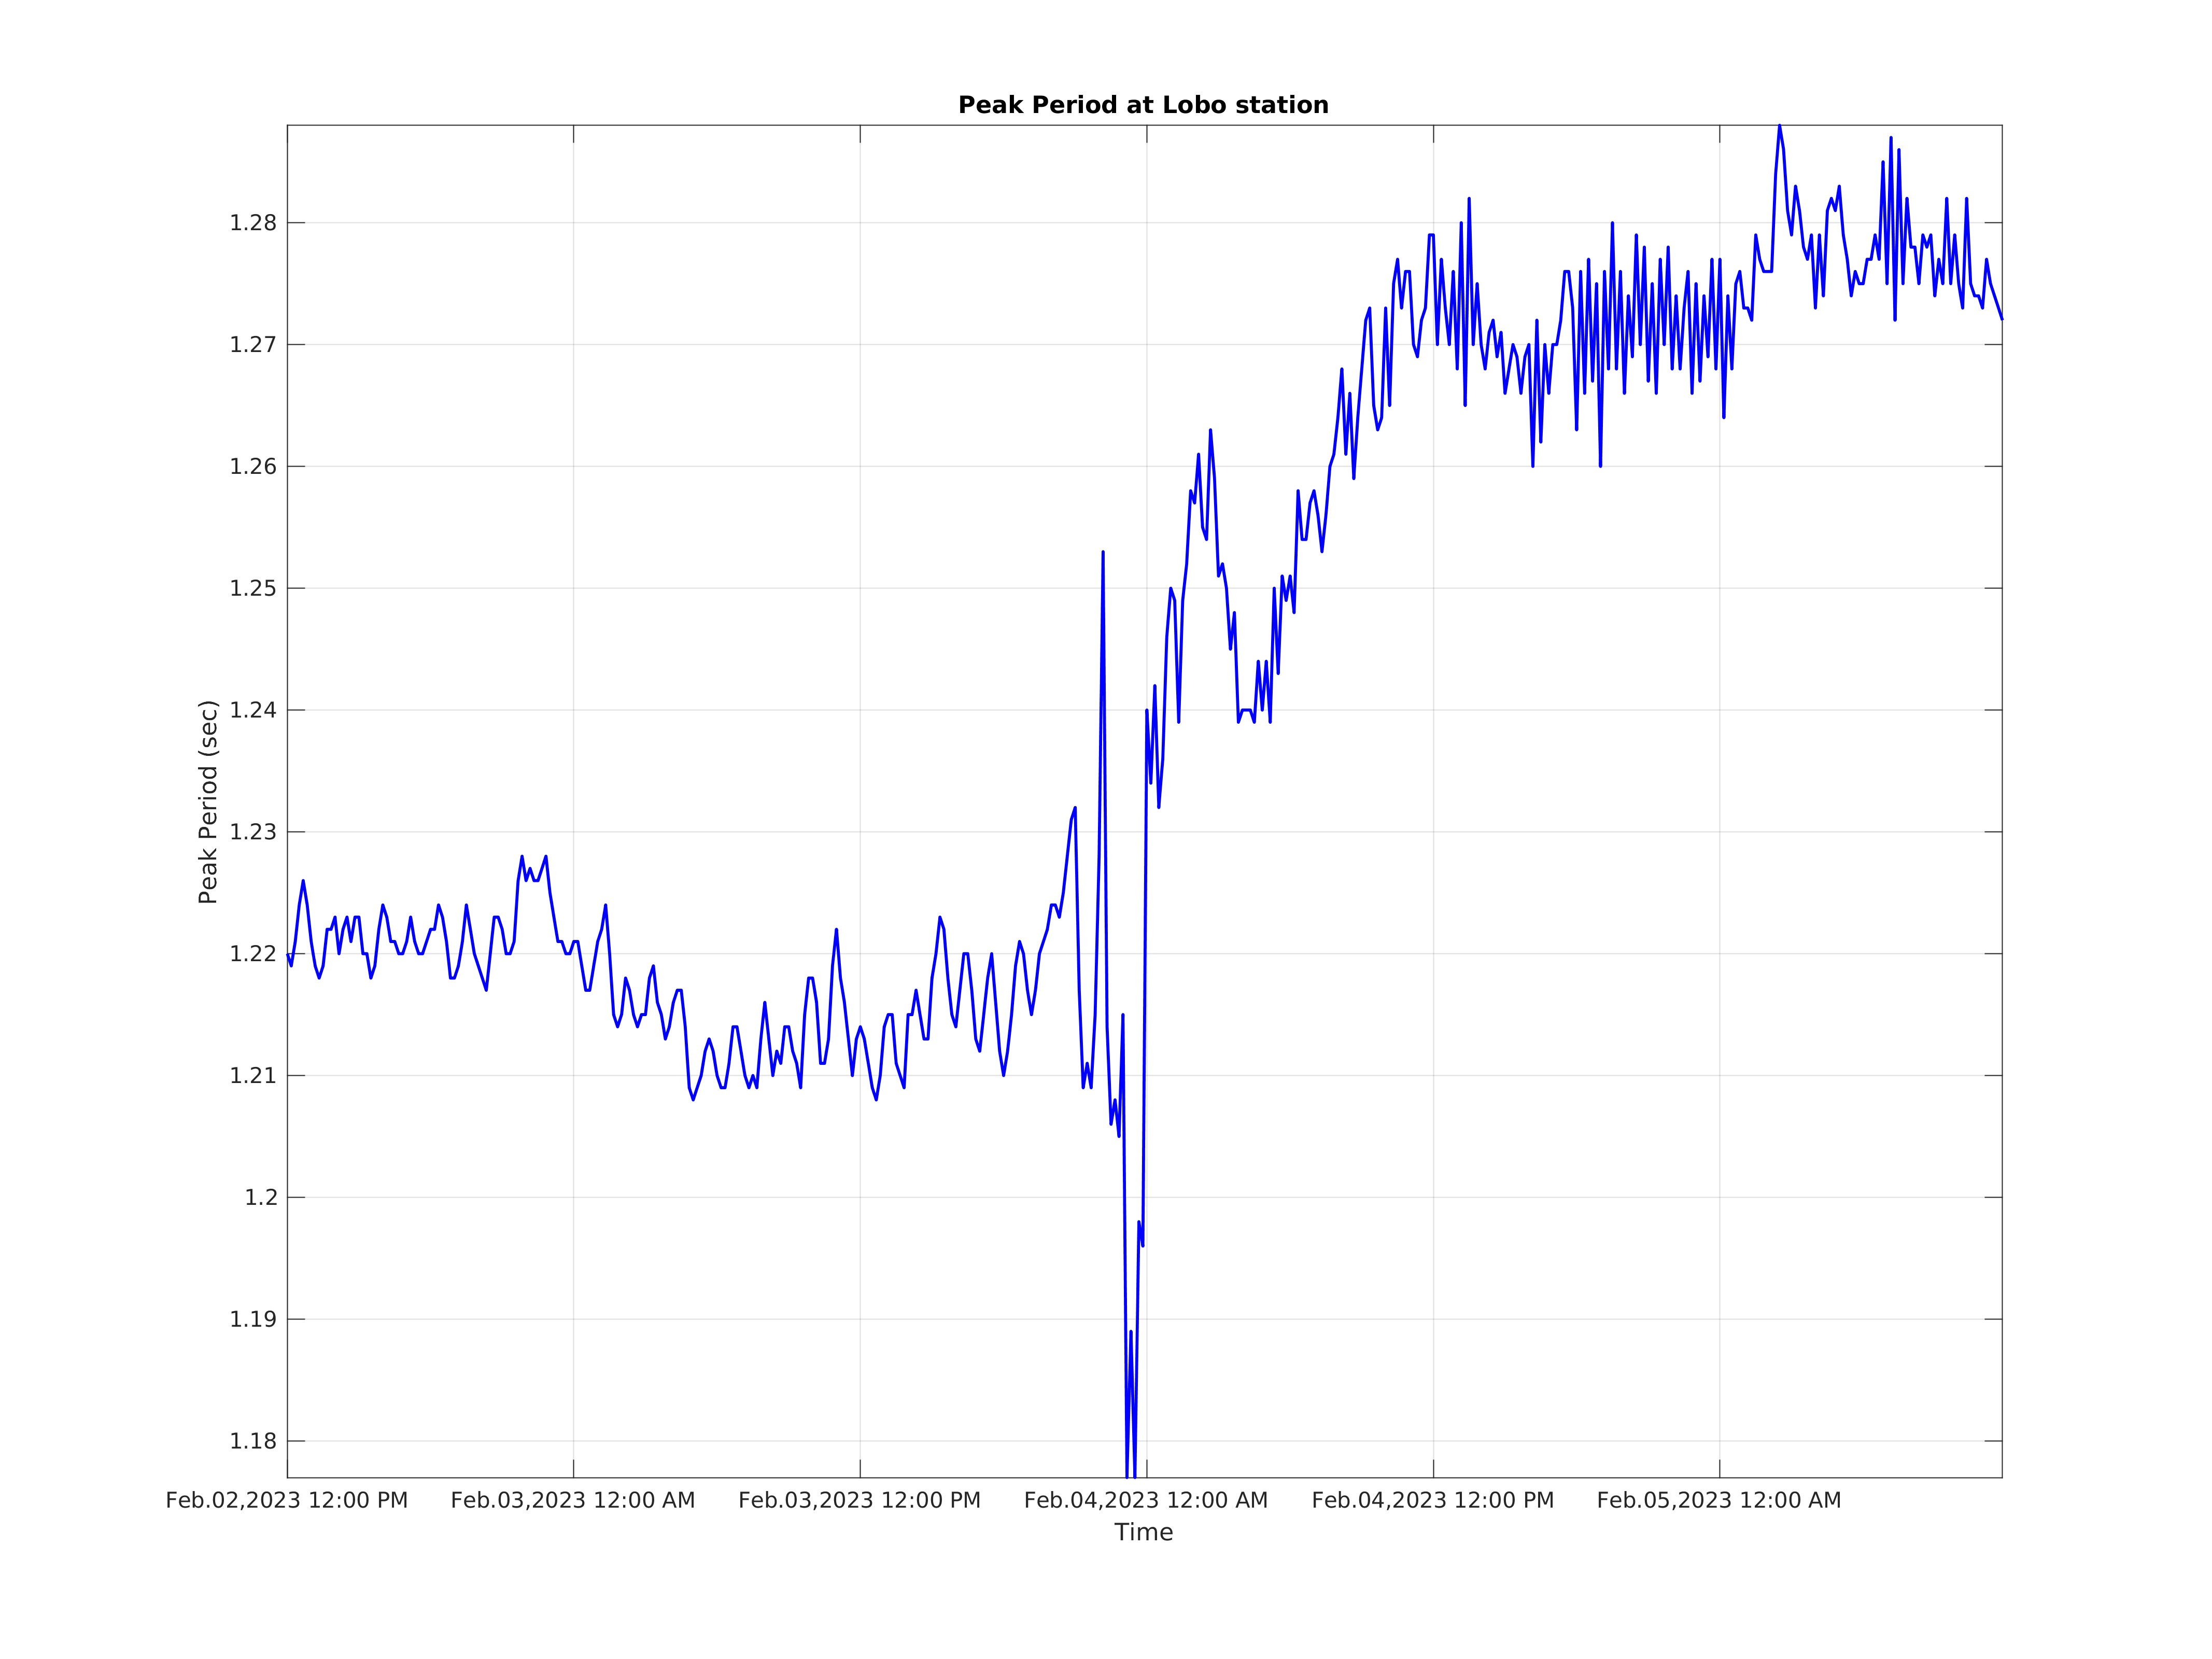 Peak Period at Lobo station
Peak Period (sec)
1.28
1.27
1.26
1.25
1.24
1.23
1.22
1.21
1.2
1.19
1.18
Feb.02,2023 12:00 PM Feb.03,2023 12:00 AM Feb.03,2023 12:00 PM Feb.04,2023 12:00 AM Feb.04,2023 12:00 PM Feb.05,2023 12:00 AM
Time